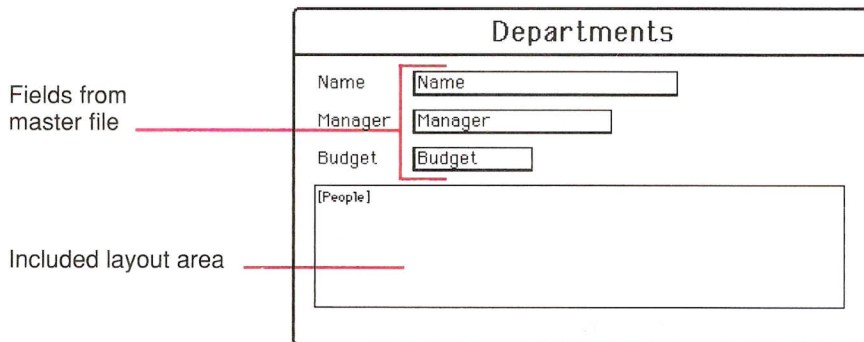 Departments
Name Name
Fields from
master file
Manager Manager
Budget Budget
[People]
Included layout area